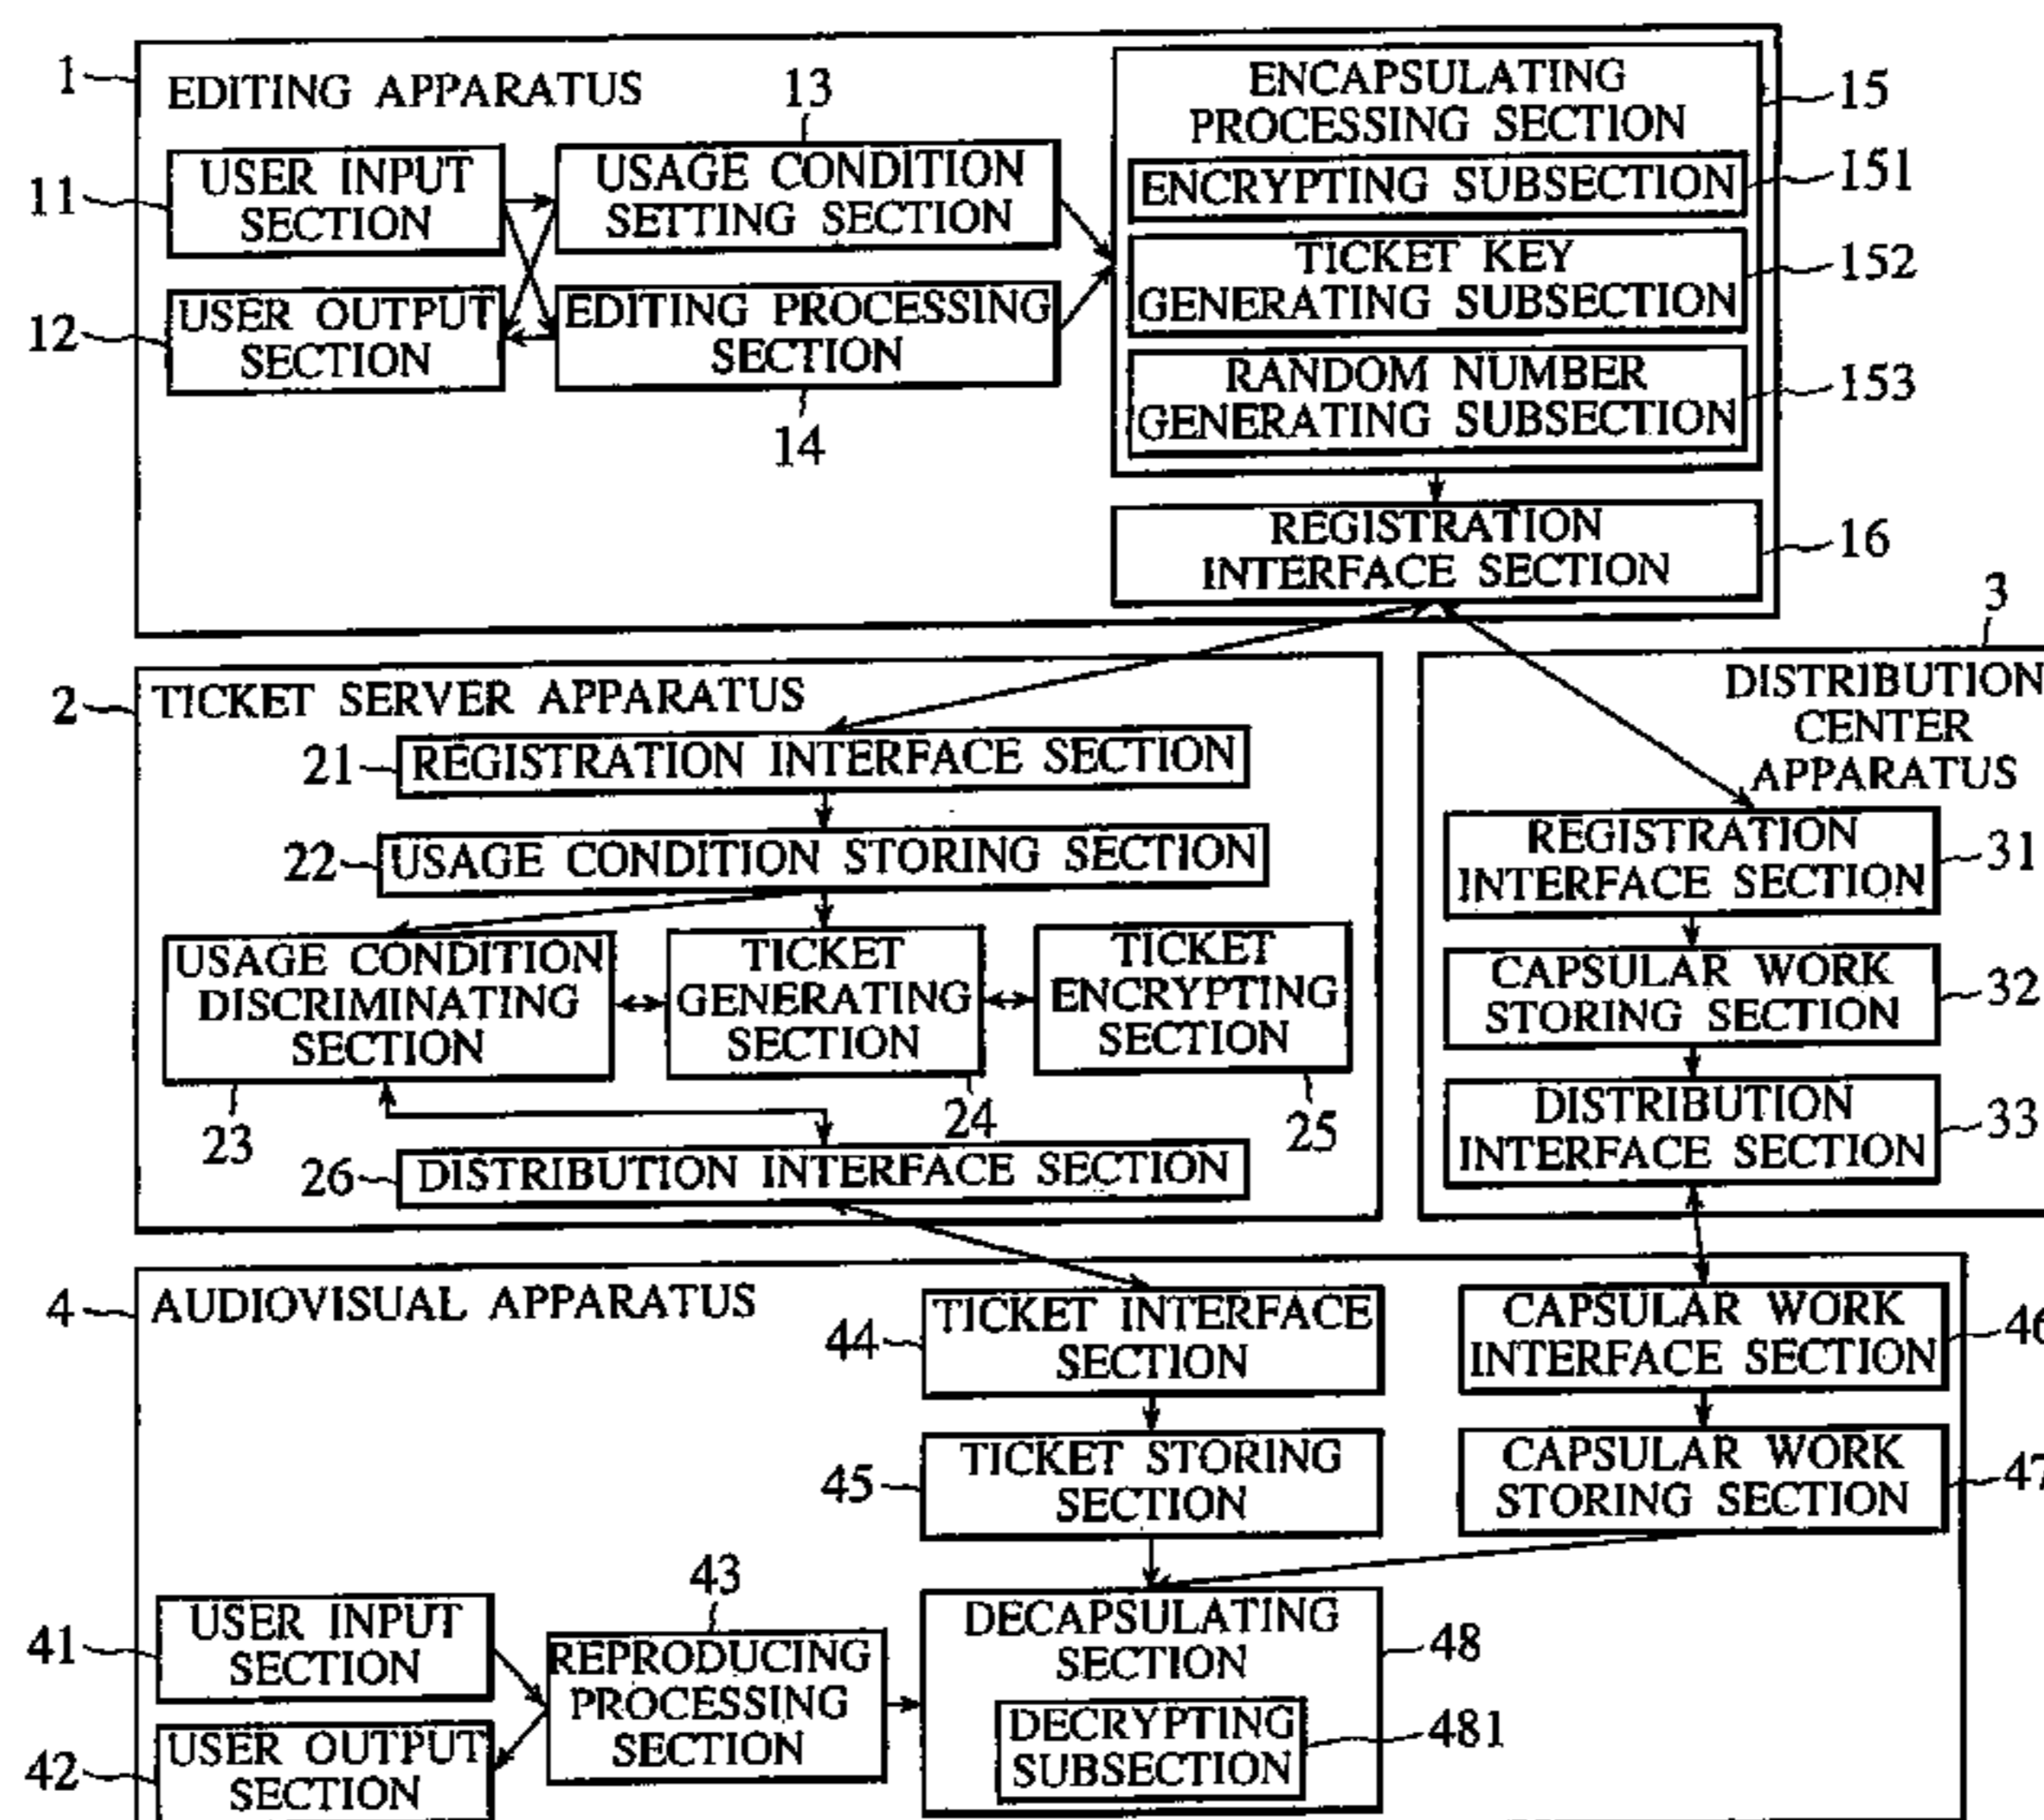 1
EDITING APPARATUS
13
ENCAPSULATING
PROCESSING SECTION
15
11
USER INPUT
SECTION
USAGE CONDITION
SETTING SECTION
ENCRYPTING SUBSECTION
151
TICKET KEY
GENERATING SUBSECTION
152
12
USER OUTPUT
SECTION
EDITING PROCESSING
SECTION
14
RANDOM NUMBER
GENERATING SUBSECTION
153
REGISTRATION
INTERFACE SECTION
16
3
2
TICKET SERVER APPARATUS
DISTRIBUTION
CENTER
APPARATUS
21
REGISTRATION INTERFACE SECTION
22
USAGE CONDITION STORING SECTION
REGISTRATION
INTERFACE SECTION
31
USAGE CONDITION
DISCRIMINATING
SECTION
TICKET
GENERATING
SECTION
TICKET
ENCRYPTING
SECTION
CAPSULAR WORK
STORING SECTION
32
23
24
25
DISTRIBUTION
INTERFACE SECTION
33
26
DISTRIBUTION INTERFACE SECTION
4
AUDIOVISUAL APPARATUS
44
TICKET INTERFACE
SECTION
CAPSULAR WORK
INTERFACE SECTION
46
45
TICKET STORING
SECTION
CAPSULAR WORK
STORING SECTION
47
43
41
USER INPUT
SECTION
REPRODUCING
PROCESSING
SECTION
DECAPSULATING
SECTION
48
42
USER OUTPUT
SECTION
DECRYPTING
SUBSECTION
481